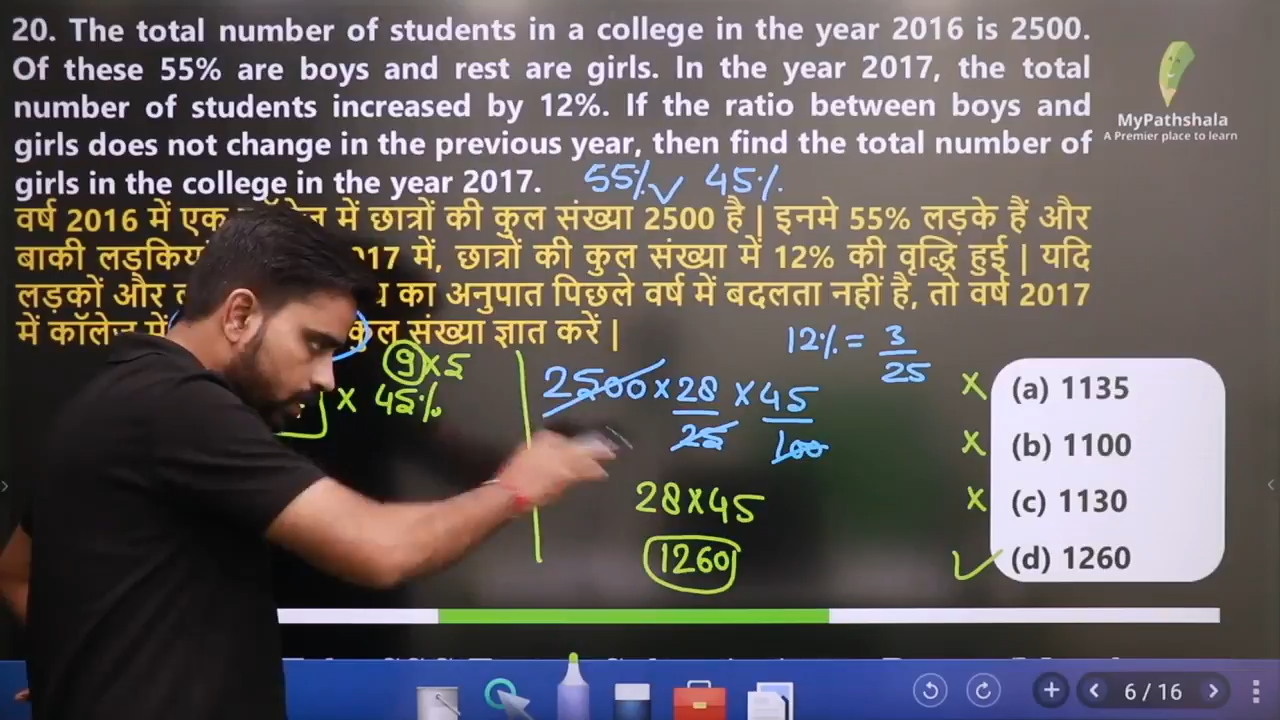 20. The total number of students in a college in the year 2016 is 2500.
Of these 55% are boys and rest are girls. In the year 2017, the total
number of students increased by 12%. If the ratio between boys and
girls does not change in the previous year, then find the total number of
girls in the college in the year 2017. 55% 45%
MyPathshala
A Premier place to learn
वर्ष 2016 में एक में छात्रों की कुल संख्या 2500 है | इनमे 55% लड़के हैं और
बाकी 17 में, छात्रों की कुल संख्या में 12% की वृद्धि हुई | यदि
लड़कों और का अनुपात पिछले वर्ष में बदलता नहीं है, तो वर्ष 2017
में कुल संख्या ज्ञात करें |
12% = 3/25
9×5
× 45%
2500 × 28/25 × 45/100
28×45
1260
(a) 1135
(b) 1100
(c) 1130
(d) 1260
6 / 16